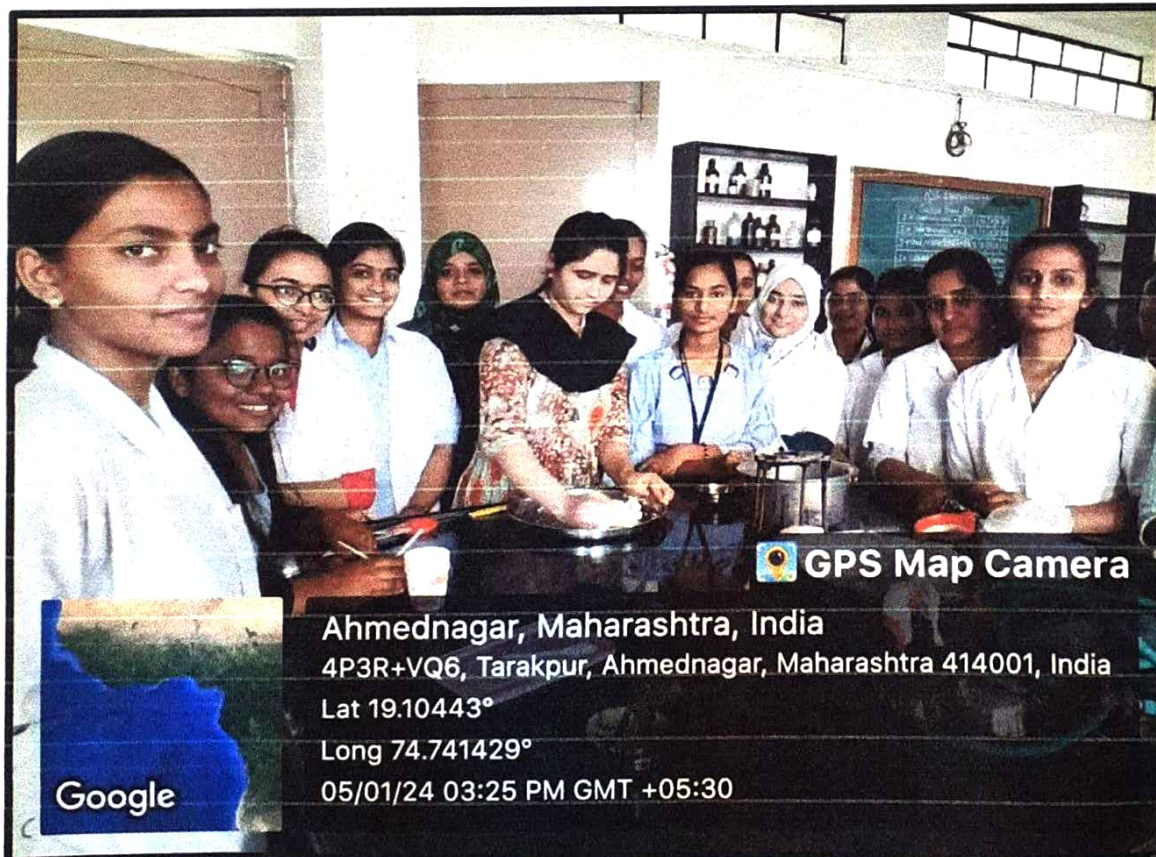 GPS Map Camera
Ahmednagar, Maharashtra, India
4P3R+VQ6, Tarakpur, Ahmednagar, Maharashtra 414001, India
Lat 19.10443°
Long 74.741429°
05/01/24 03:25 PM GMT +05:30
Google